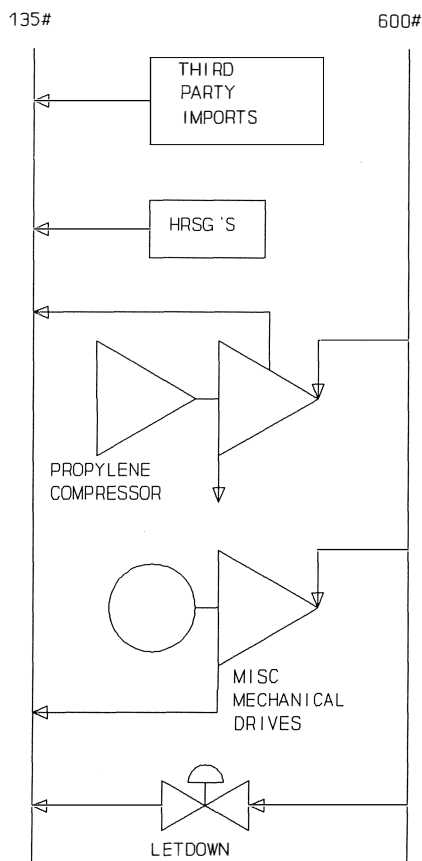 135#
600#
THIRD
PARTY
IMPORTS
HRSG'S
PROPYLENE
COMPRESSOR
MISC
MECHANICAL
DRIVES
LETDOWN